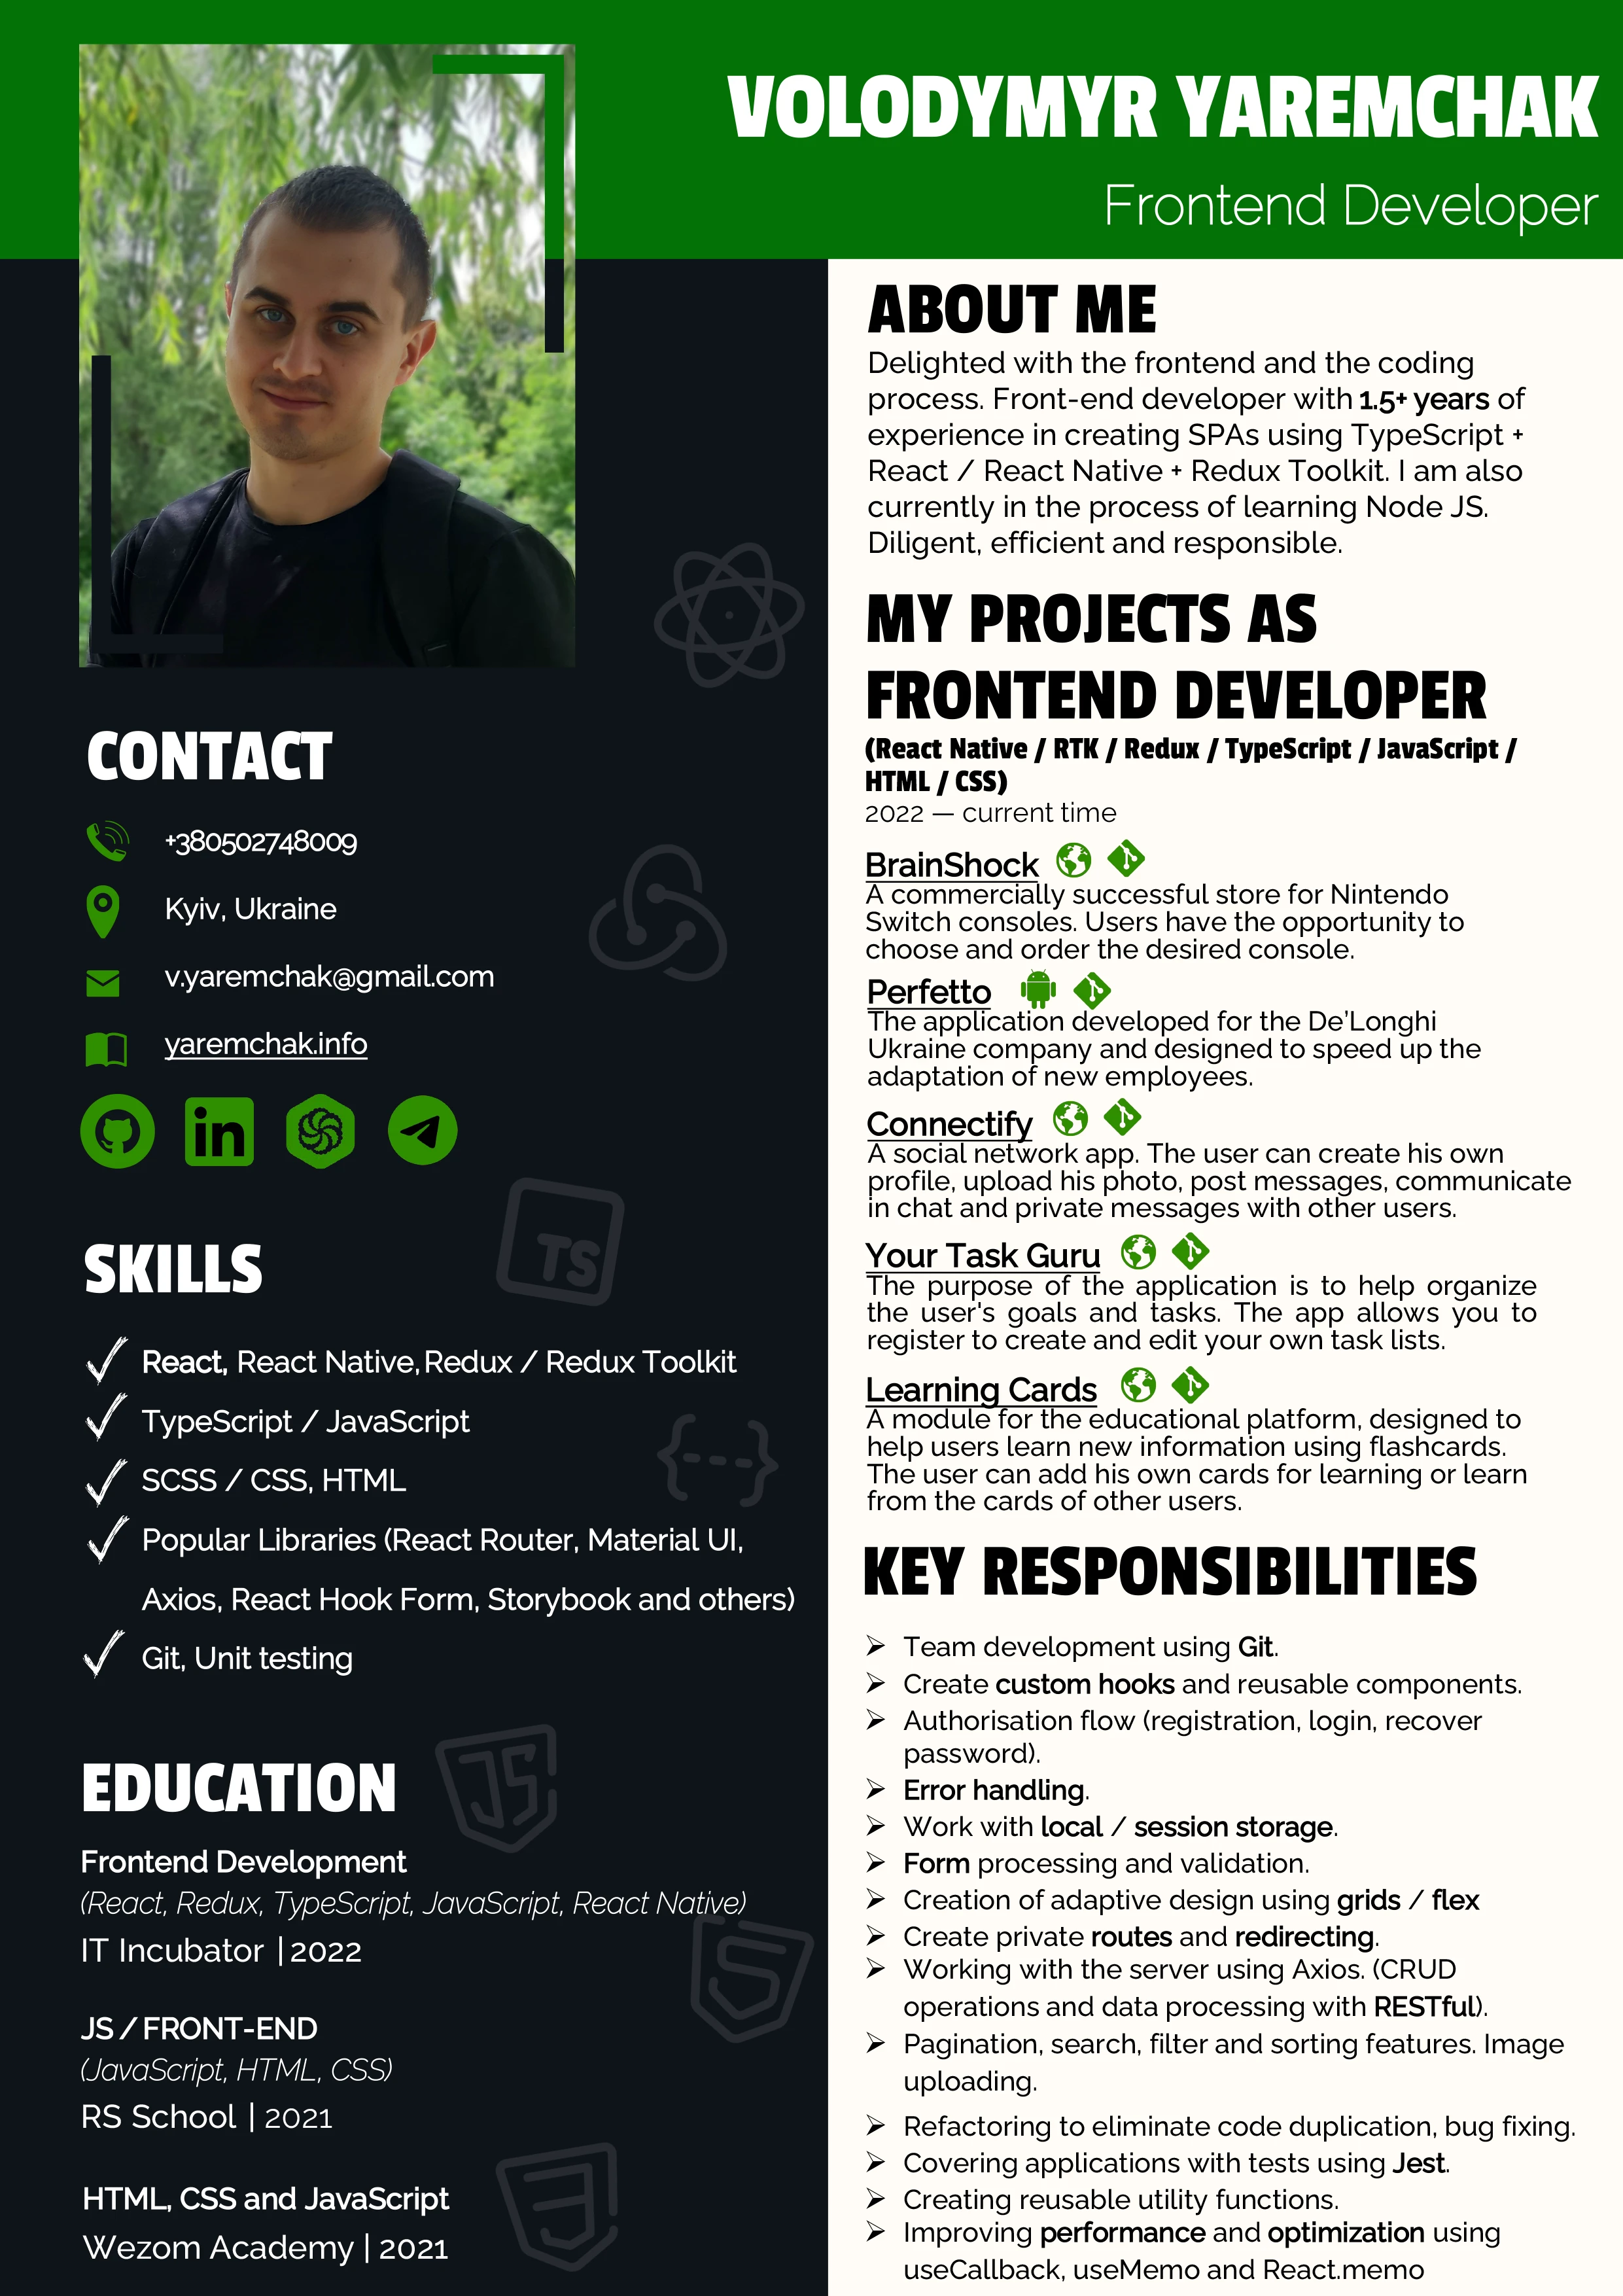 VOLODYMYR YAREMCHAK
Frontend Developer
CONTACT
+380502748009
Kyiv, Ukraine
v.yaremchak@gmail.com
yaremchak.info
in
SKILLS
TS
React, React Native, Redux / Redux Toolkit
TypeScript / JavaScript
SCSS / CSS, HTML
Popular Libraries (React Router, Material UI,
Axios, React Hook Form, Storybook and others)
Git, Unit testing
JS
EDUCATION
Frontend Development
(React, Redux, TypeScript, JavaScript, React Native)
IT Incubator | 2022
5
JS / FRONT-END
(JavaScript, HTML, CSS)
RS School | 2021
3
HTML, CSS and JavaScript
Wezom Academy | 2021
ABOUT ME
Delighted with the frontend and the coding
process. Front-end developer with 1.5+ years of
experience in creating SPAs using TypeScript +
React / React Native + Redux Toolkit. I am also
currently in the process of learning Node JS.
Diligent, efficient and responsible.
MY PROJECTS AS
FRONTEND DEVELOPER
(React Native / RTK / Redux / TypeScript / JavaScript /
HTML / CSS)
2022 — current time
BrainShock
A commercially successful store for Nintendo
Switch consoles. Users have the opportunity to
choose and order the desired console.
Perfetto
The application developed for the De'Longhi
Ukraine company and designed to speed up the
adaptation of new employees.
Connectify
A social network app. The user can create his own
profile, upload his photo, post messages, communicate
in chat and private messages with other users.
Your Task Guru
The purpose of the application is to help organize
the user's goals and tasks. The app allows you to
register to create and edit your own task lists.
Learning Cards
A module for the educational platform, designed to
help users learn new information using flashcards.
The user can add his own cards for learning or learn
from the cards of other users.
KEY RESPONSIBILITIES
Team development using Git.
Create custom hooks and reusable components.
Authorisation flow (registration, login, recover
password).
Error handling.
Work with local / session storage.
Form processing and validation.
Creation of adaptive design using grids / flex
Create private routes and redirecting.
Working with the server using Axios. (CRUD
operations and data processing with RESTful).
Pagination, search, filter and sorting features. Image
uploading.
Refactoring to eliminate code duplication, bug fixing.
Covering applications with tests using Jest.
Creating reusable utility functions.
Improving performance and optimization using
useCallback, useMemo and React.memo